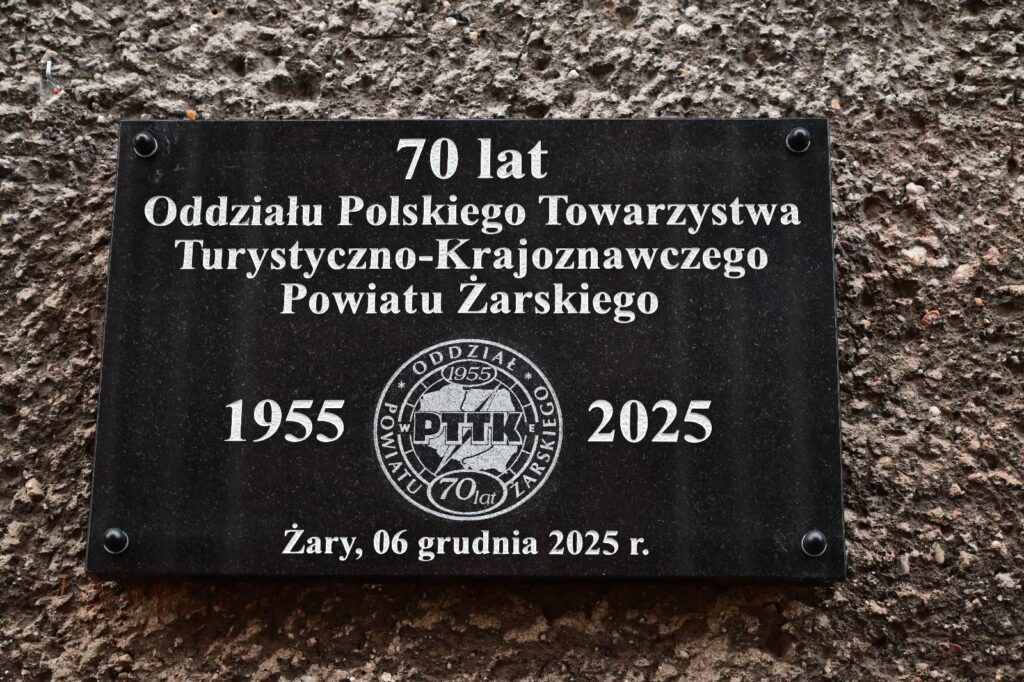 70 lat
Oddziału Polskiego Towarzystwa
Turystyczno-Krajoznawczego
Powiatu Żarskiego
1955
* ODDZIAŁ *
POWIATU ŻARSKIEGO
1955
W PTTK E
70 lat
2025
Żary, 06 grudnia 2025 r.